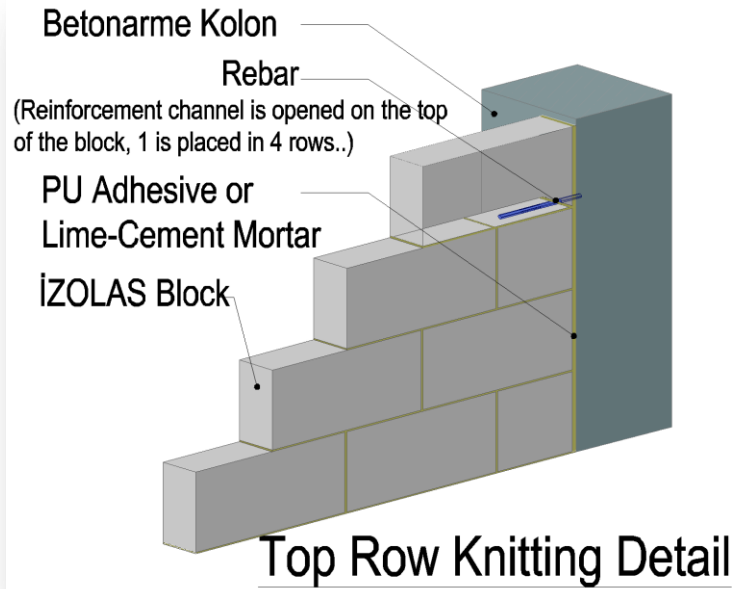 Betonarme Kolon
Rebar
(Reinforcement channel is opened on the top
of the block, 1 is placed in 4 rows..)
PU Adhesive or
Lime-Cement Mortar
İZOLAS Block
Top Row Knitting Detail